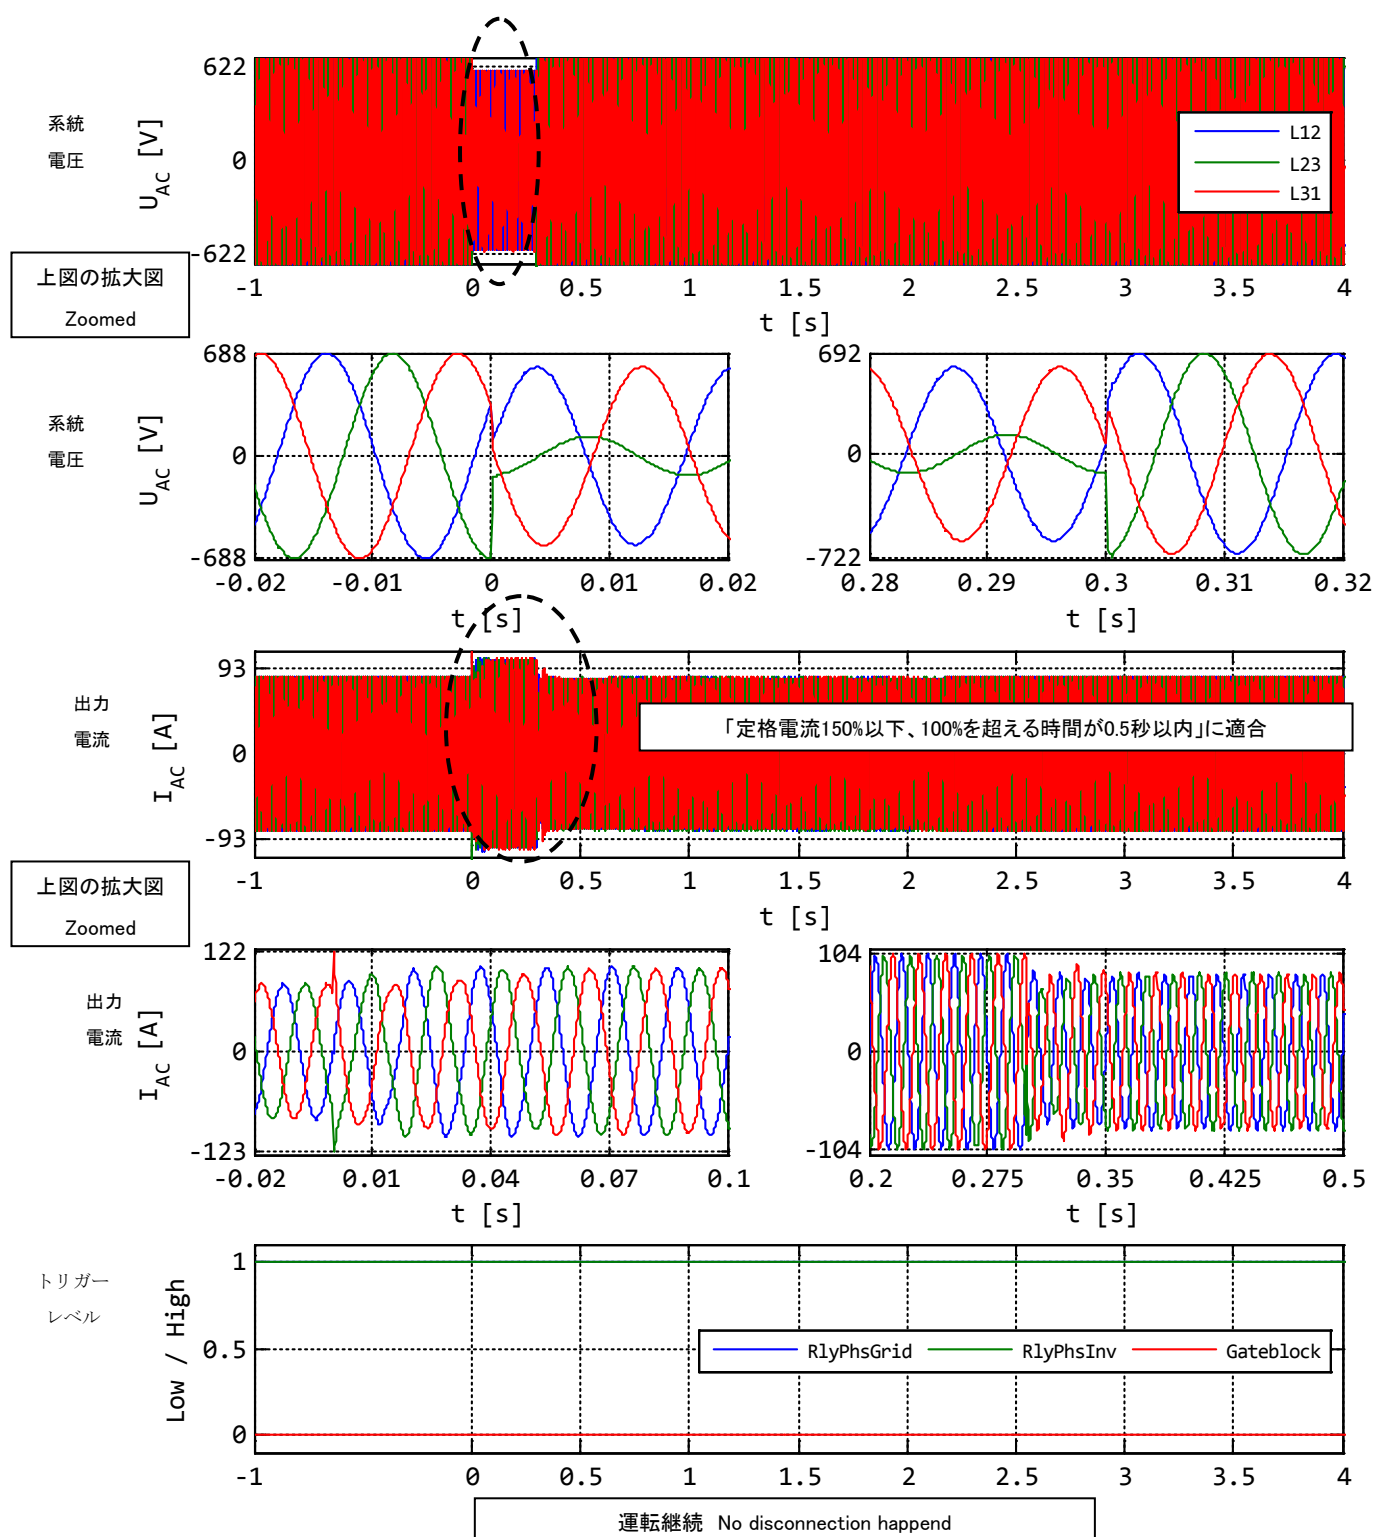 622
系統
電圧
U_AC [V]
0
L12
L23
L31
-622
-1 0 0.5 1 1.5 2 2.5 3 3.5 4
t [s]
上図の拡大図
Zoomed
688
系統
電圧
U_AC [V]
0
-688
-0.02 -0.01 0 0.01 0.02
t [s]
692
0
-722
0.28 0.29 0.3 0.31 0.32
t [s]
93
出力
電流
I_AC [A]
0
「定格電流150%以下、100%を超える時間が0.5秒以内」に適合
-93
-1 0 0.5 1 1.5 2 2.5 3 3.5 4
t [s]
上図の拡大図
Zoomed
122
出力
電流
I_AC [A]
0
-123
-0.02 0.01 0.04 0.07 0.1
t [s]
104
0
-104
0.2 0.275 0.35 0.425 0.5
t [s]
トリガー
レベル
Low / High
1
0.5
0
RlyPhsGrid RlyPhsInv Gateblock
-1 0 0.5 1 1.5 2 2.5 3 3.5 4
運転継続 No disconnection happend